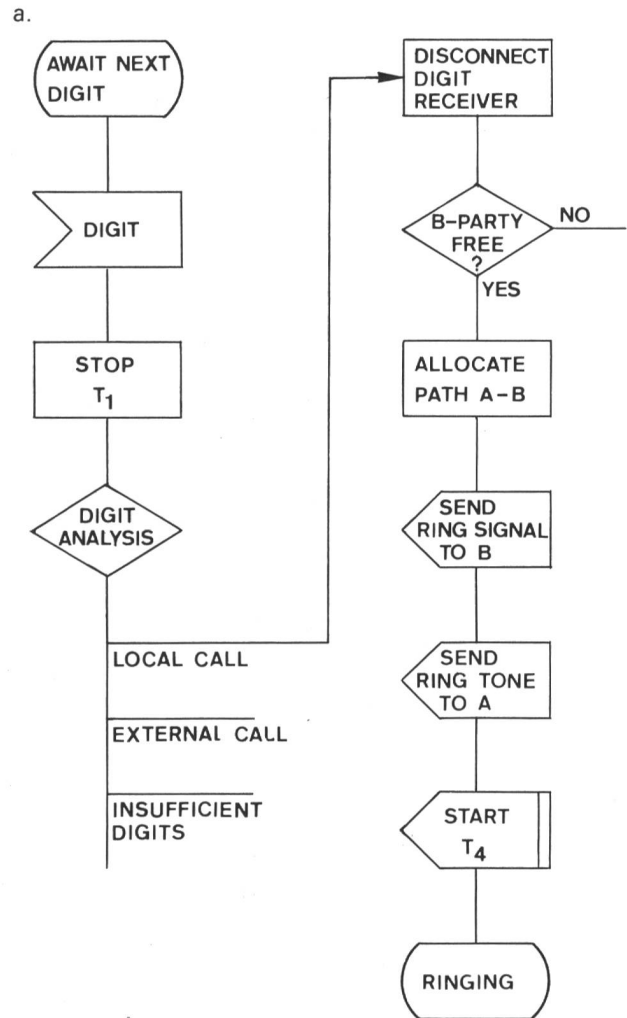 a.
AWAIT NEXT
DIGIT
DIGIT
STOP
T1
DIGIT
ANALYSIS
LOCAL CALL
EXTERNAL CALL
INSUFFICIENT
DIGITS
DISCONNECT
DIGIT
RECEIVER
B-PARTY
FREE
?
NO
YES
ALLOCATE
PATH A-B
SEND
RING SIGNAL
TO B
SEND
RING TONE
TO A
START
T4
RINGING